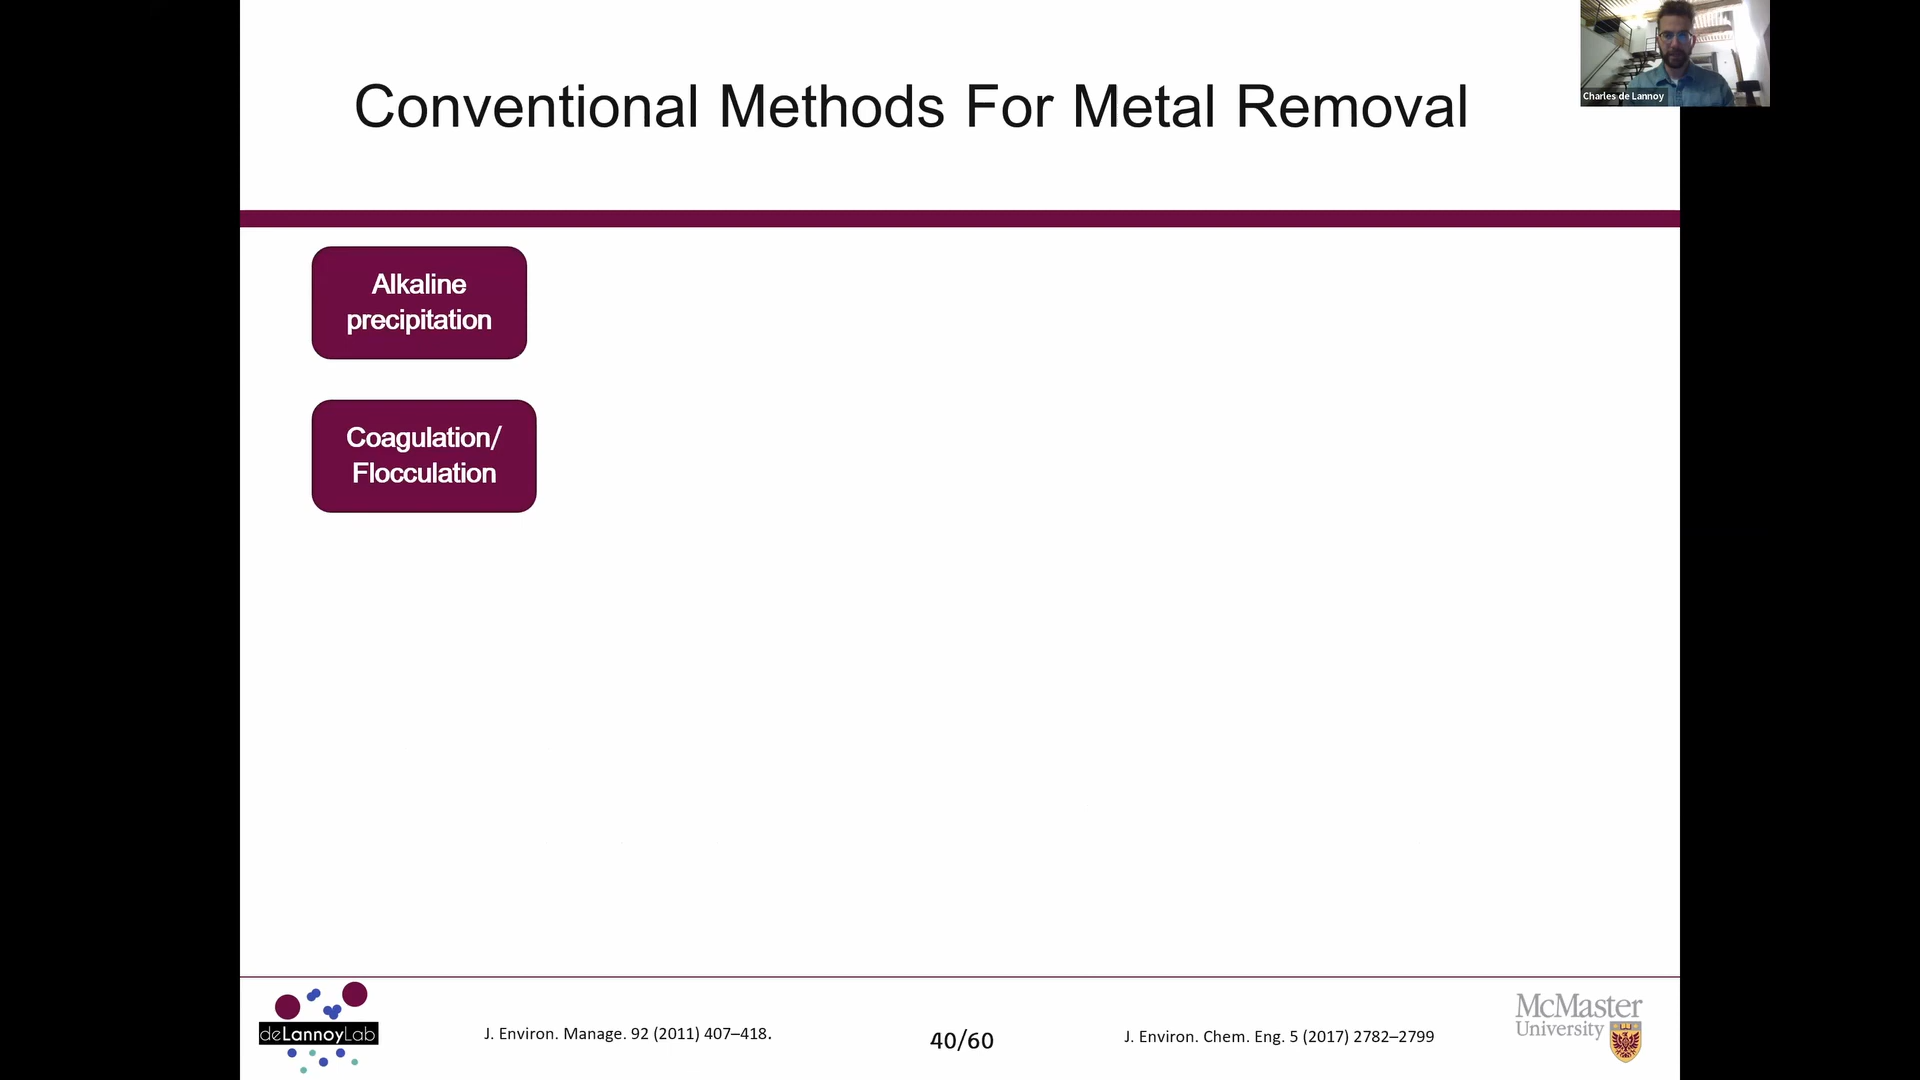 Conventional Methods For Metal Removal
Charles de Lannoy
Alkaline
precipitation
Coagulation/
Flocculation
deLannoyLab
J. Environ. Manage. 92 (2011) 407–418.
40/60
J. Environ. Chem. Eng. 5 (2017) 2782–2799
McMaster
University